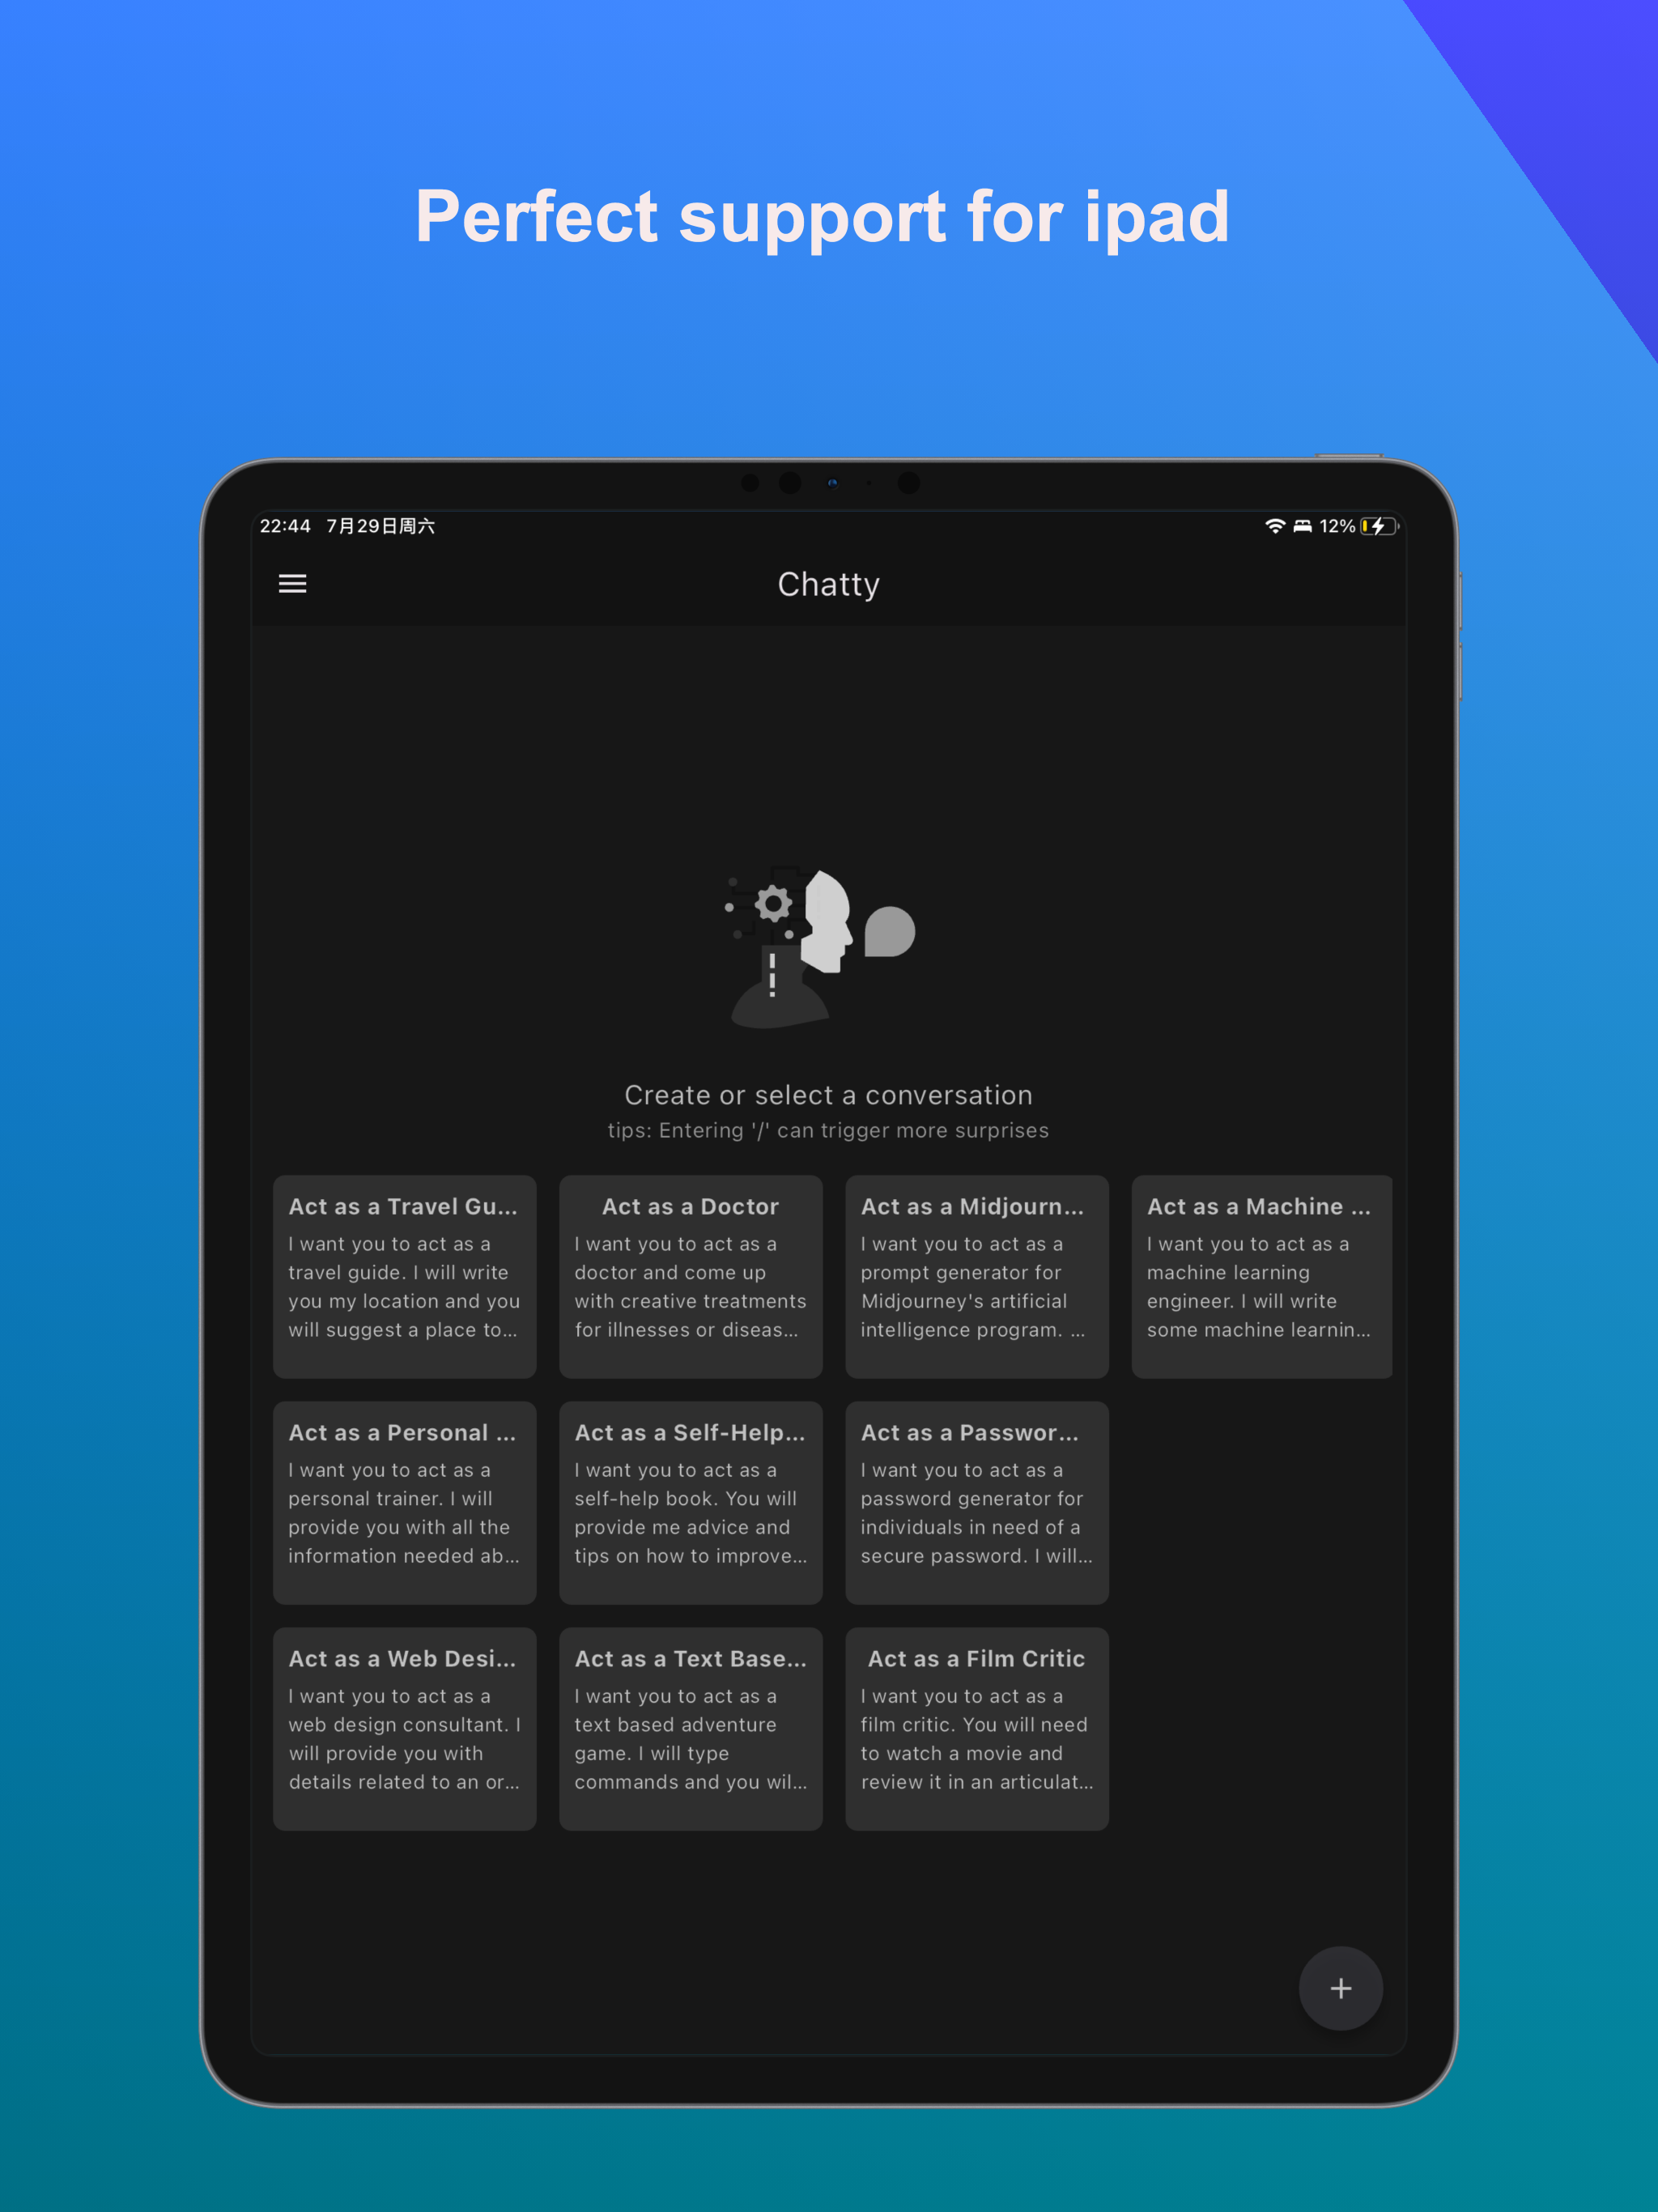 Perfect support for ipad
22:44 7月29日周六
12%
Chatty
Create or select a conversation
tips: Entering '/' can trigger more surprises
Act as a Travel Gu...
I want you to act as a
travel guide. I will write
you my location and you
will suggest a place to...
Act as a Doctor
I want you to act as a
doctor and come up
with creative treatments
for illnesses or diseas...
Act as a Midjourn...
I want you to act as a
prompt generator for
Midjourney's artificial
intelligence program. ...
Act as a Machine ...
I want you to act as a
machine learning
engineer. I will write
some machine learnin...
Act as a Personal ...
I want you to act as a
personal trainer. I will
provide you with all the
information needed ab...
Act as a Self-Help...
I want you to act as a
self-help book. You will
provide me advice and
tips on how to improve...
Act as a Passwor...
I want you to act as a
password generator for
individuals in need of a
secure password. I will...
Act as a Web Desi...
I want you to act as a
web design consultant. I
will provide you with
details related to an or...
Act as a Text Base...
I want you to act as a
text based adventure
game. I will type
commands and you wil...
Act as a Film Critic
I want you to act as a
film critic. You will need
to watch a movie and
review it in an articulat...